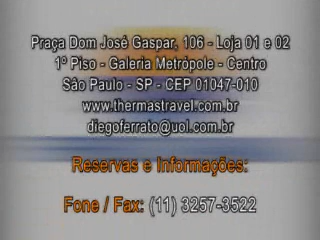 Praça Dom José Gaspar, 106 - Loja 01 e 02
1º Piso - Galeria Metrópole - Centro
São Paulo - SP - CEP 01047-010
www.thermastravel.com.br
diegoferrato@uol.com.br
Reservas e Informações:
Fone / Fax: (11) 3257-3522